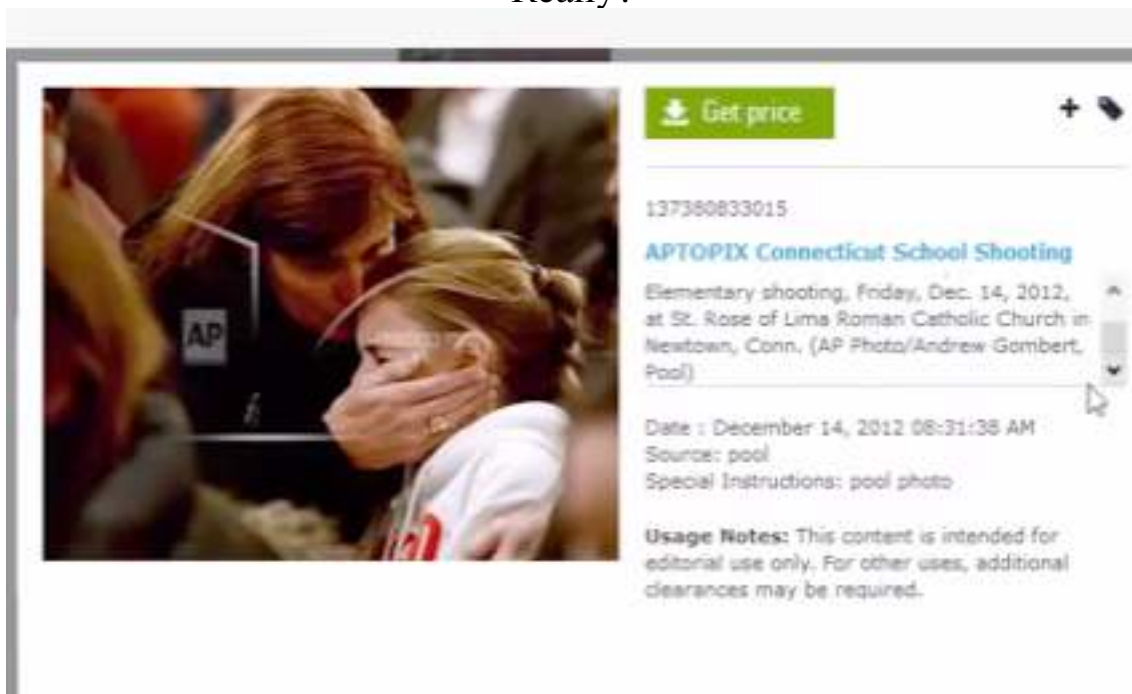 Really?
Get price
137380833015
APTOPIX Connecticut School Shooting
Elementary shooting, Friday, Dec. 14, 2012,
at St. Rose of Lima Roman Catholic Church in
Newtown, Conn. (AP Photo/Andrew Gombert,
Pool)
AP
Date : December 14, 2012 08:31:38 AM
Source: pool
Special Instructions: pool photo
Usage Notes: This content is intended for
editorial use only. For other uses, additional
clearances may be required.